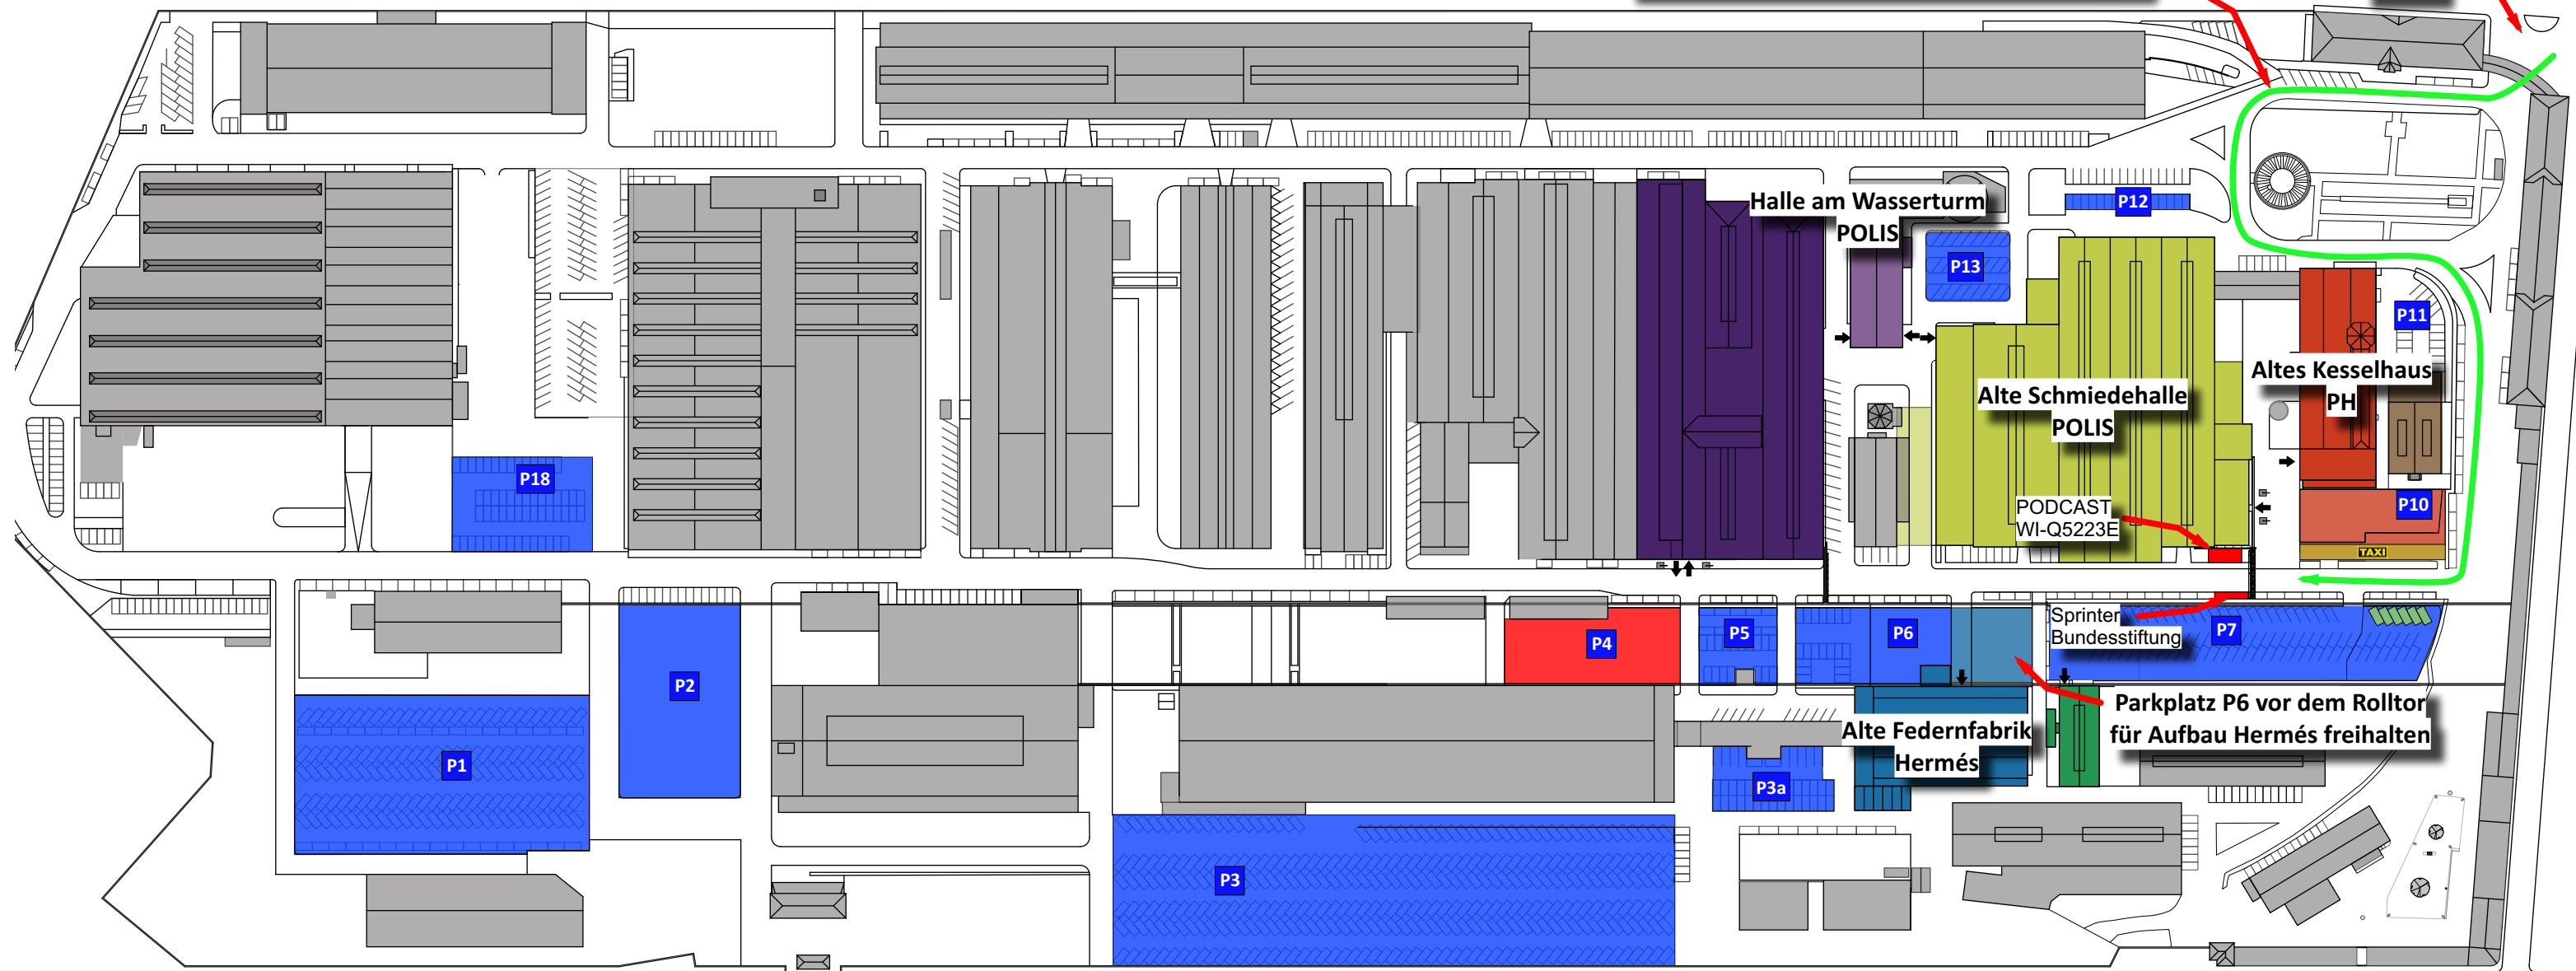 Halle am Wasserturm
POLIS
P12
P13
P11
Altes Kesselhaus
PH
Alte Schmiedehalle
POLIS
P18
PODCAST
WI-Q5223E
P10
TAXI
Sprinter
Bundesstiftung
P7
P4
P5
P6
P2
P1
Parkplatz P6 vor dem Rolltor
für Aufbau Hermés freihalten
Alte Federnfabrik
Hermés
P3a
P3